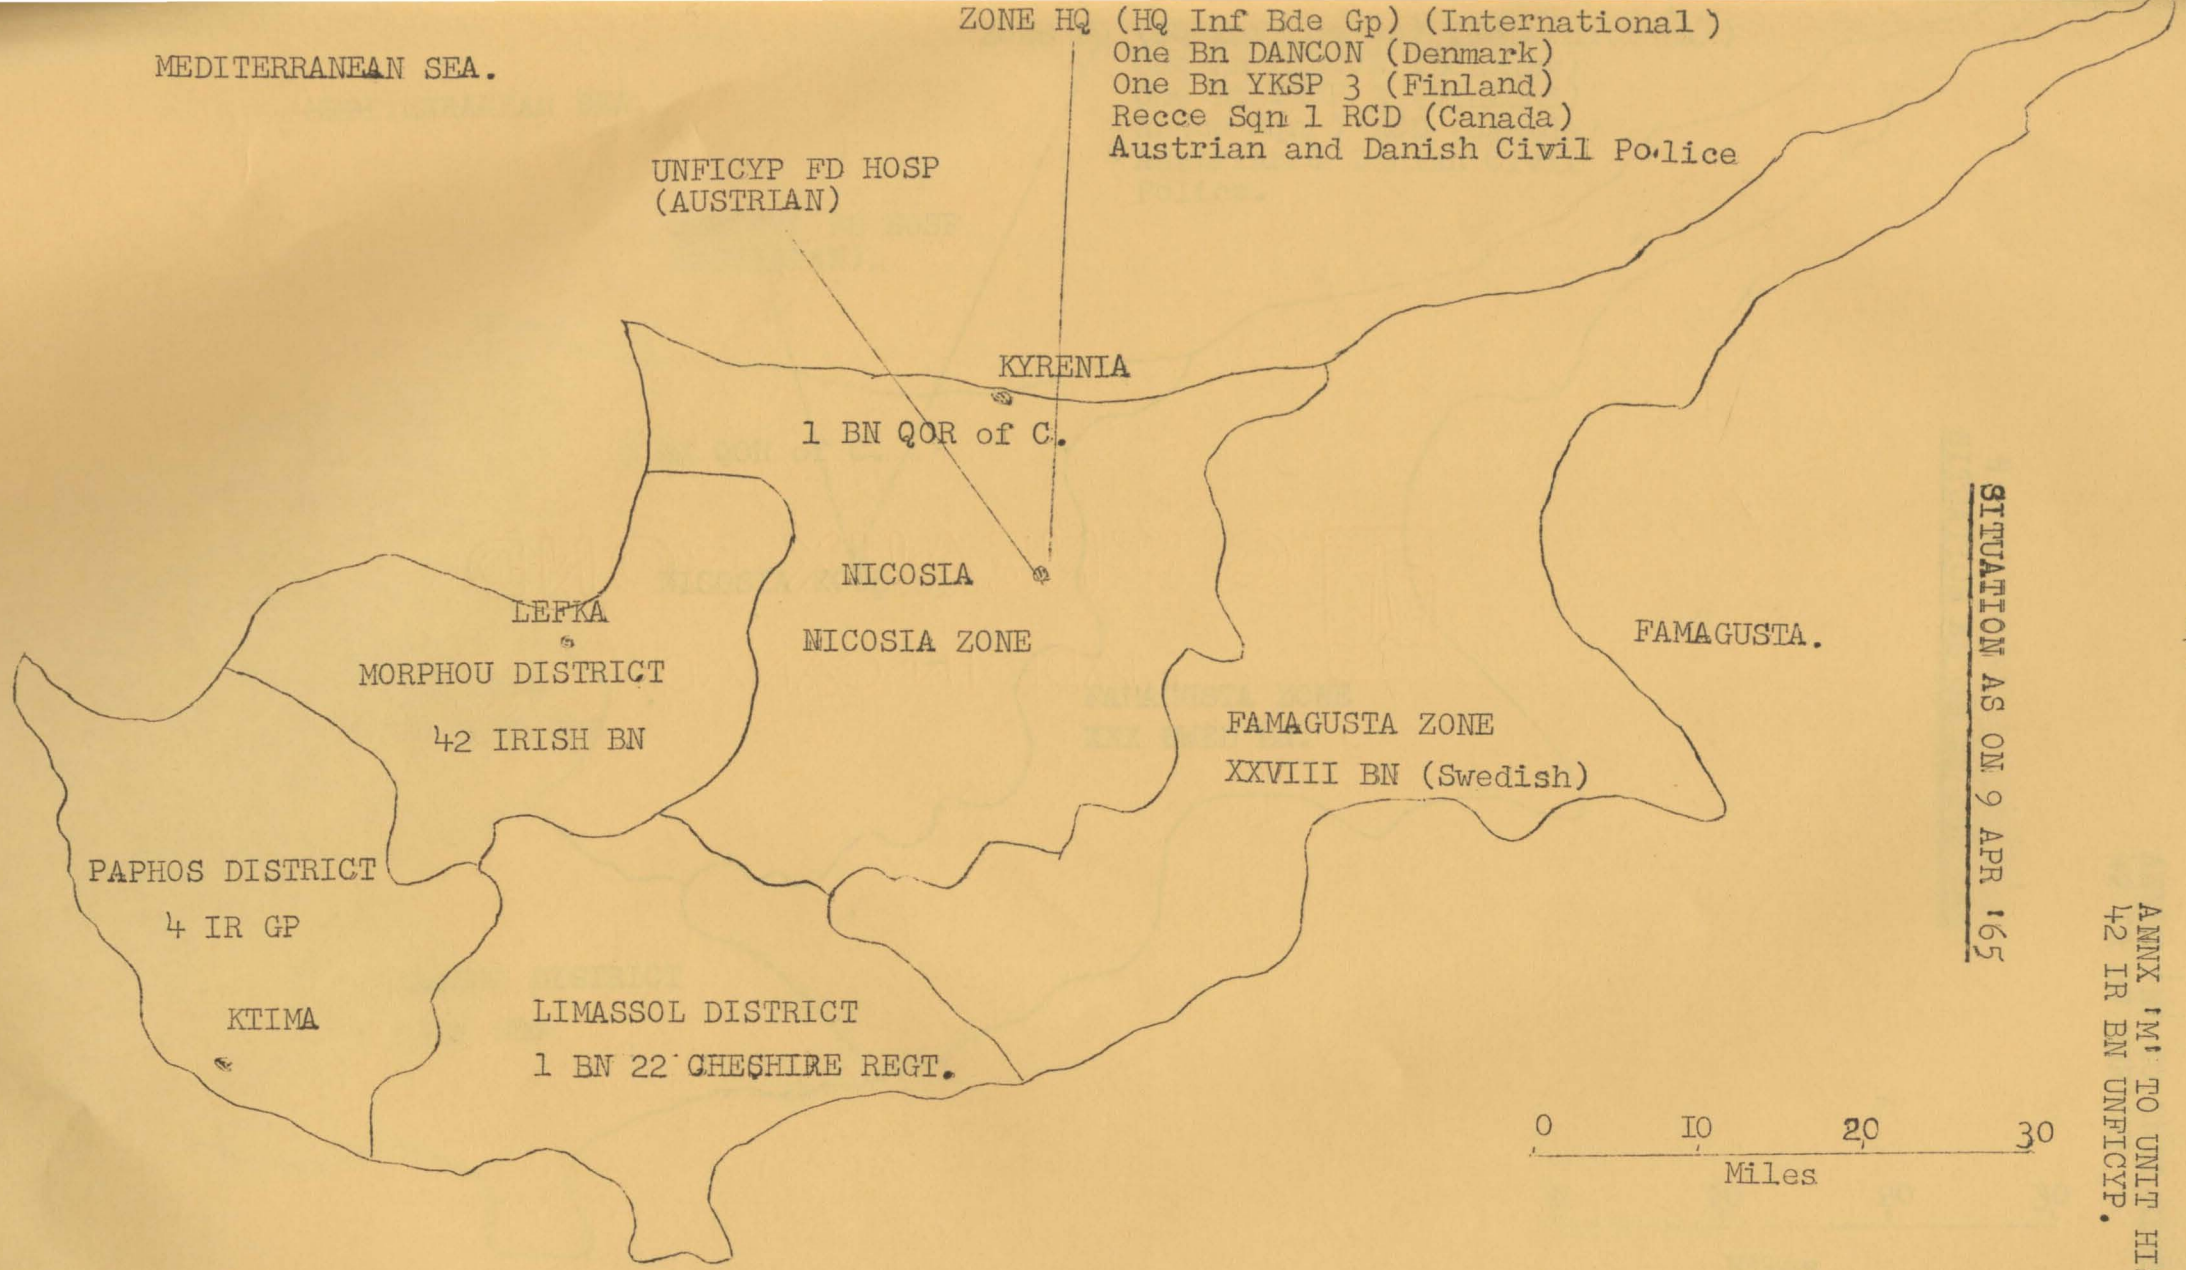 ZONE HQ (HQ Inf Bde Gp) (International)
One Bn DANCON (Denmark)
One Bn YKSP 3 (Finland)
Recce Sqn 1 RCD (Canada)
Austrian and Danish Civil Police
MEDITERRANEAN SEA.
UNFICYP FD HOSP
(AUSTRIAN)
KYRENIA
1 BN QOR of C.
NICOSIA
NICOSIA ZONE
LEFKA
MORPHOU DISTRICT
42 IRISH BN
FAMAGUSTA.
FAMAGUSTA ZONE
XXVIII BN (Swedish)
PAPHOS DISTRICT
4 IR GP
KTIMA
LIMASSOL DISTRICT
1 BN 22 CHESHIRE REGT.
0 10 20 30
Miles
SITUATION AS ON 9 APR '65
ANNX 'M' TO UNIT HI
42 IR BN UNFICYP.